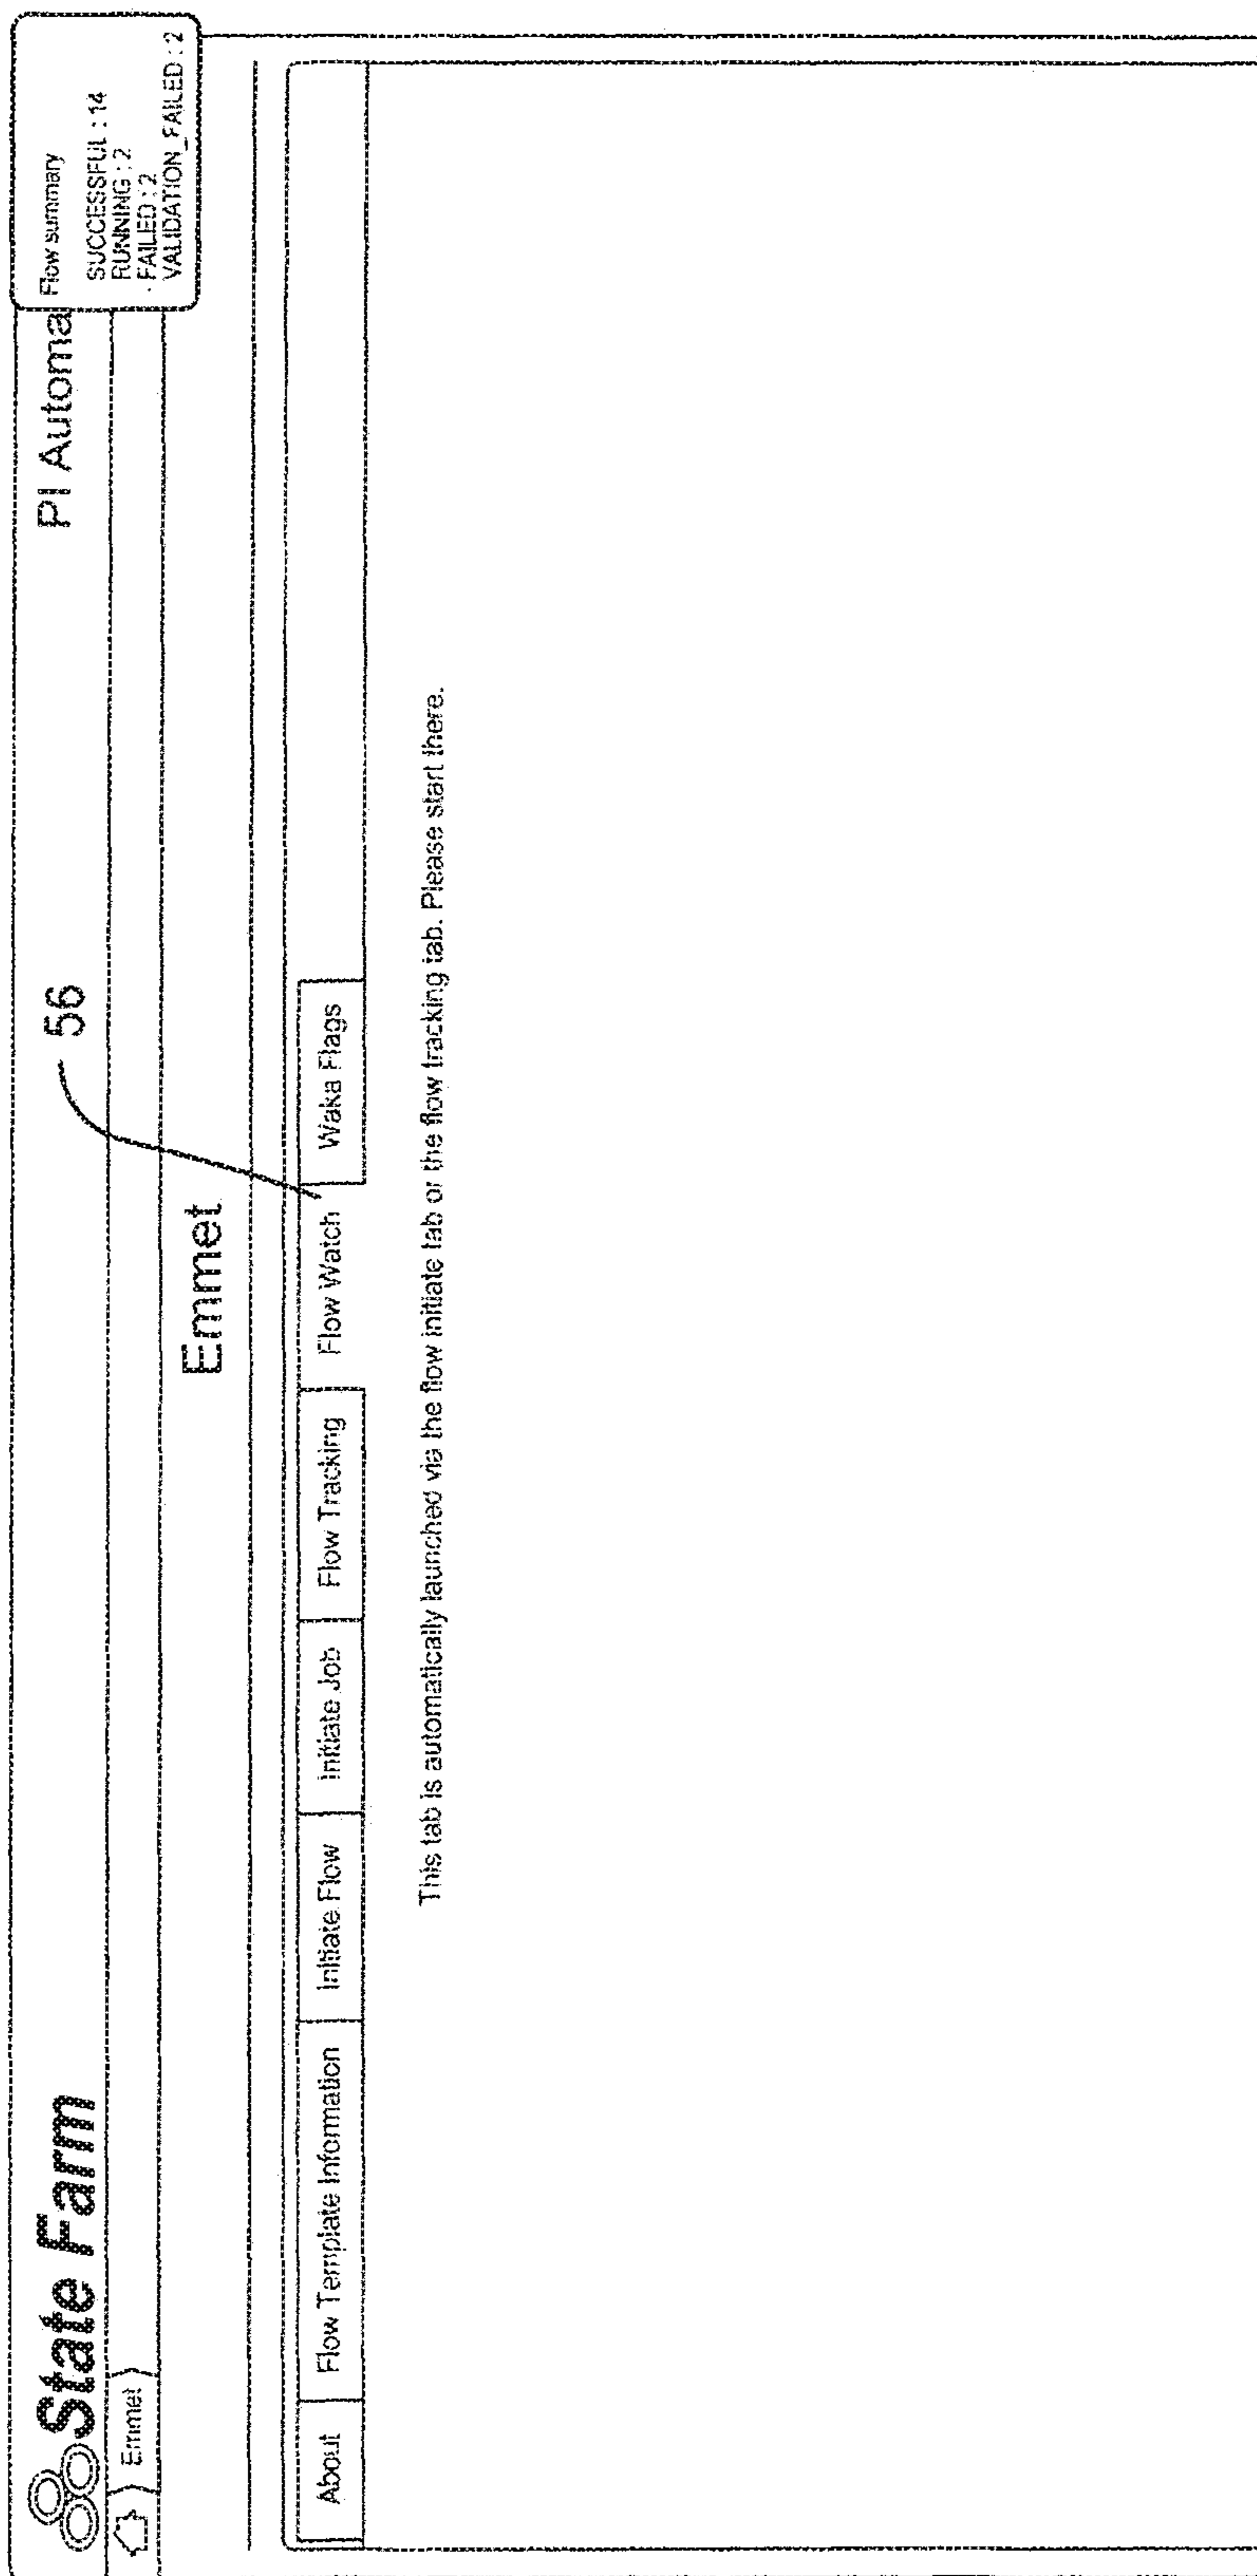 State Farm
PI Automa
Flow summary
SUCCESSFUL : 14
RUNNING : 2
FAILED : 2
VALIDATION_FAILED : 2
Emmet
56
Emmet
About Flow Template Information Initiate Flow Initiate Job Flow Tracking Flow Watch Waka Flags
This tab is automatically launched via the flow initiate tab or the flow tracking tab. Please start there.